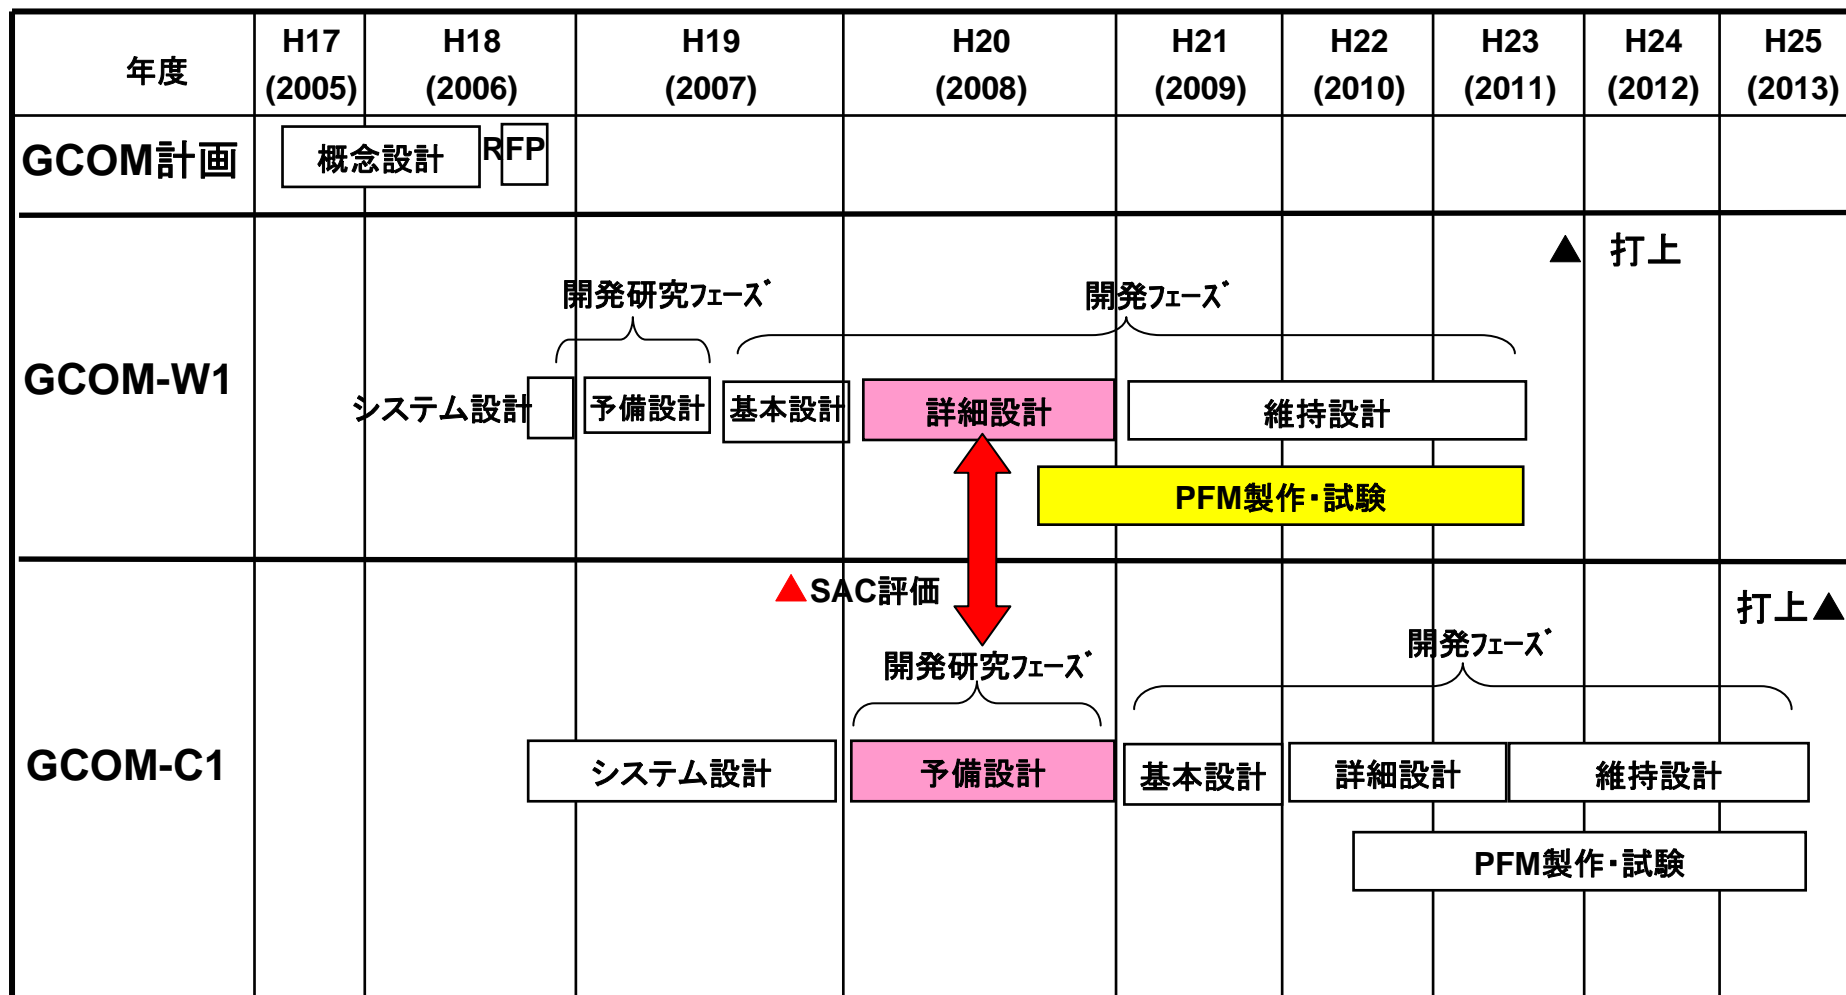 年度
H17
(2005)
H18
(2006)
H19
(2007)
H20
(2008)
H21
(2009)
H22
(2010)
H23
(2011)
H24
(2012)
H25
(2013)
GCOM計画
概念設計
RFP
GCOM-W1
▲ 打上
開発研究ﾌｪｰｽﾞ
開発ﾌｪｰｽﾞ
システム設計
予備設計
基本設計
詳細設計
維持設計
PFM製作・試験
GCOM-C1
▲SAC評価
打上▲
開発研究ﾌｪｰｽﾞ
開発ﾌｪｰｽﾞ
システム設計
予備設計
基本設計
詳細設計
維持設計
PFM製作・試験